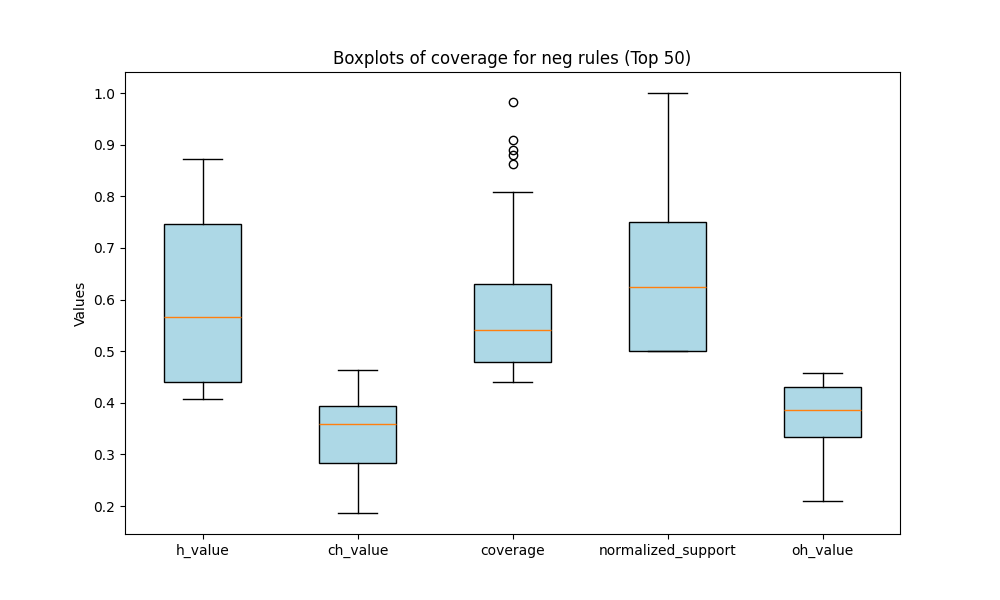 Boxplots of coverage for neg rules (Top 50)
Values
1.0
0.9
0.8
0.7
0.6
0.5
0.4
0.3
0.2
h_value
ch_value
coverage
normalized_support
oh_value